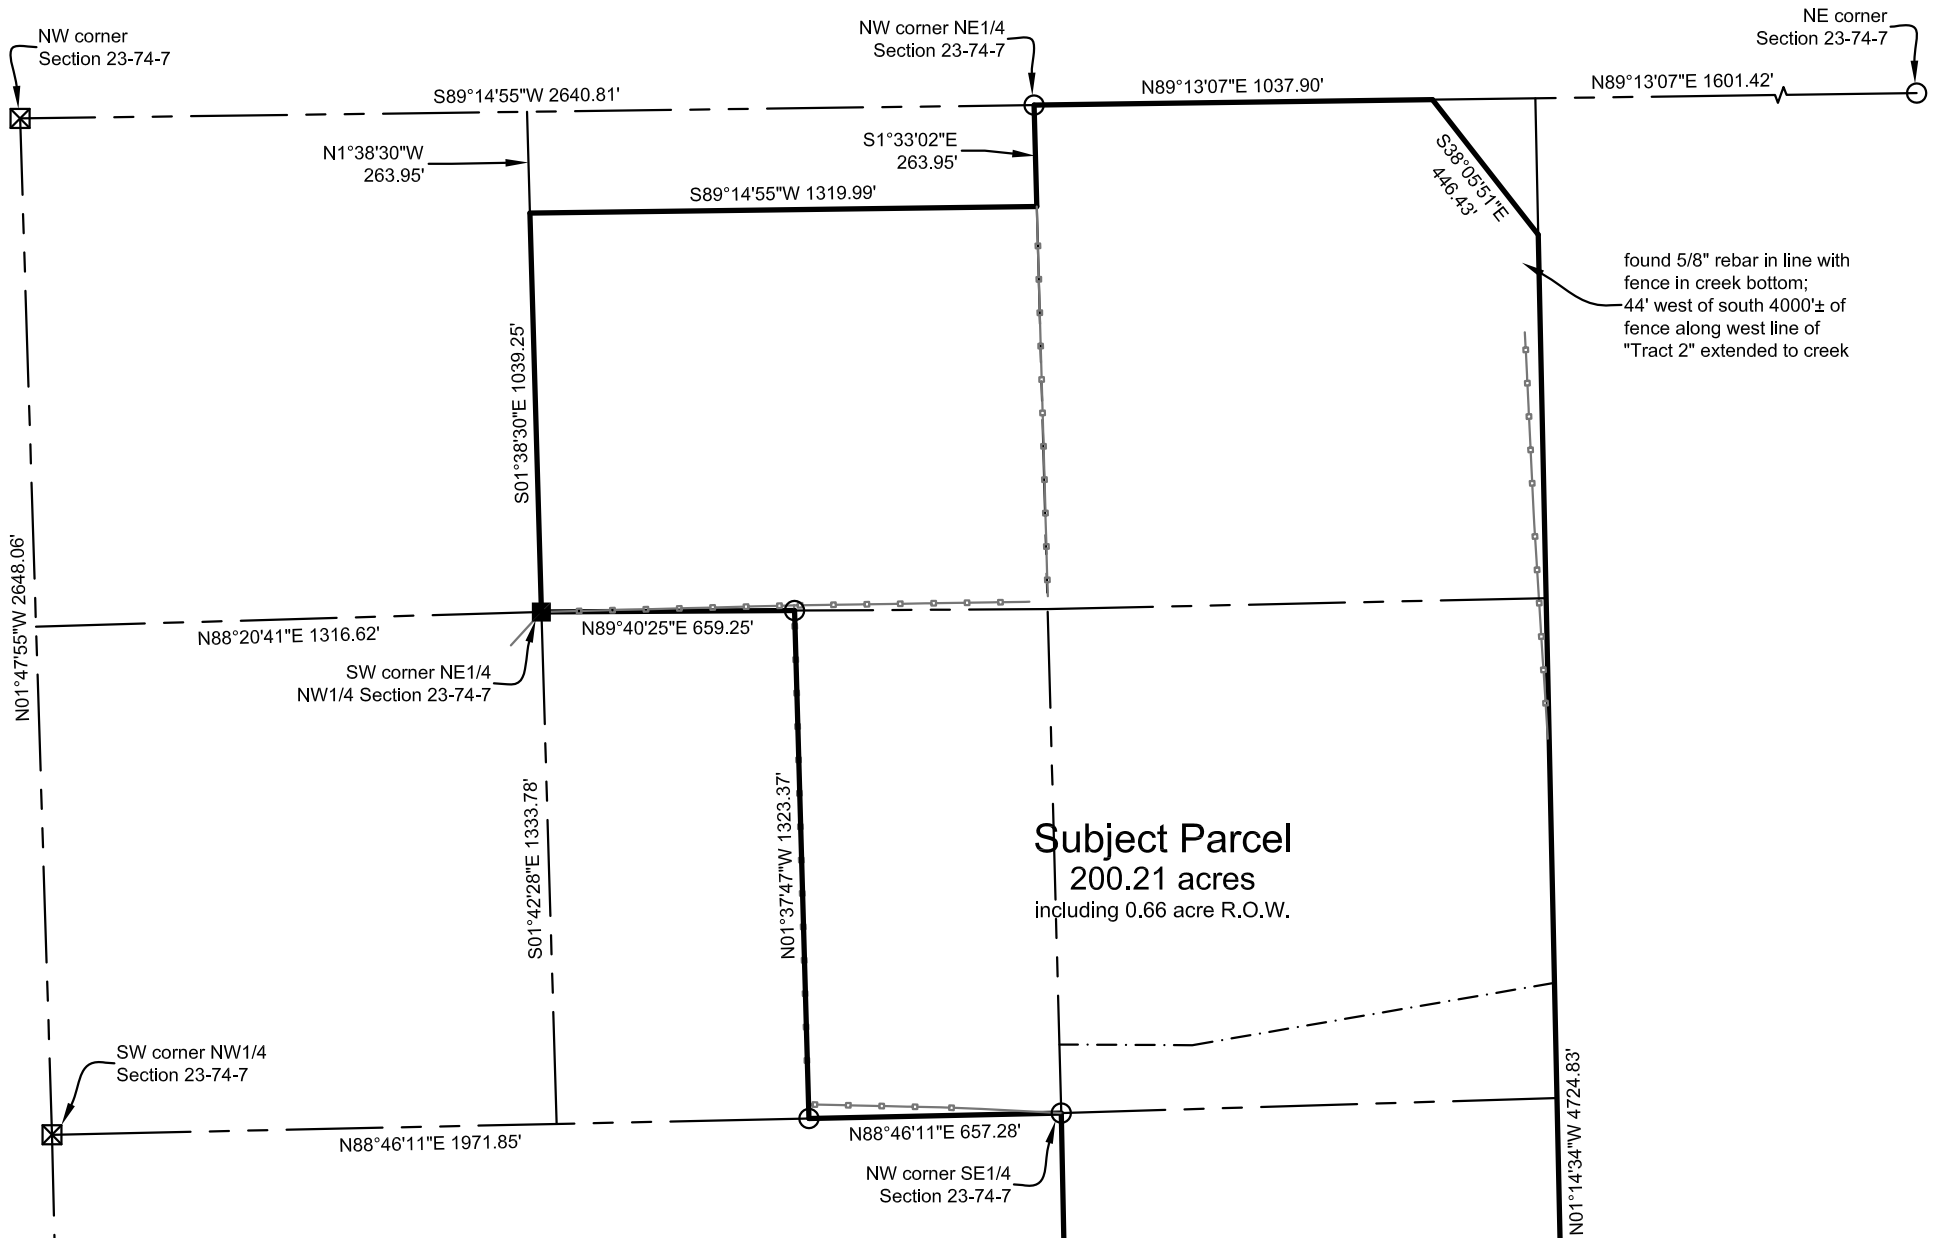 NW corner
Section 23-74-7
NW corner NE1/4
Section 23-74-7
NE corner
Section 23-74-7
S89°14'55"W 2640.81'
N89°13'07"E 1037.90'
N89°13'07"E 1601.42'
N1°38'30"W
263.95'
S1°33'02"E
263.95'
S89°14'55"W 1319.99'
S38°05'51"E
446.43'
found 5/8" rebar in line with
fence in creek bottom;
44' west of south 4000'± of
fence along west line of
"Tract 2" extended to creek
S01°38'30"E 1039.25'
N01°47'55"W 2648.06'
N88°20'41"E 1316.62'
N89°40'25"E 659.25'
SW corner NE1/4
NW1/4 Section 23-74-7
S01°42'28"E 1333.78'
N01°37'47"W 1323.37'
Subject Parcel
200.21 acres
including 0.66 acre R.O.W.
SW corner NW1/4
Section 23-74-7
N88°46'11"E 1971.85'
N88°46'11"E 657.28'
NW corner SE1/4
Section 23-74-7
N01°14'34"W 4724.83'